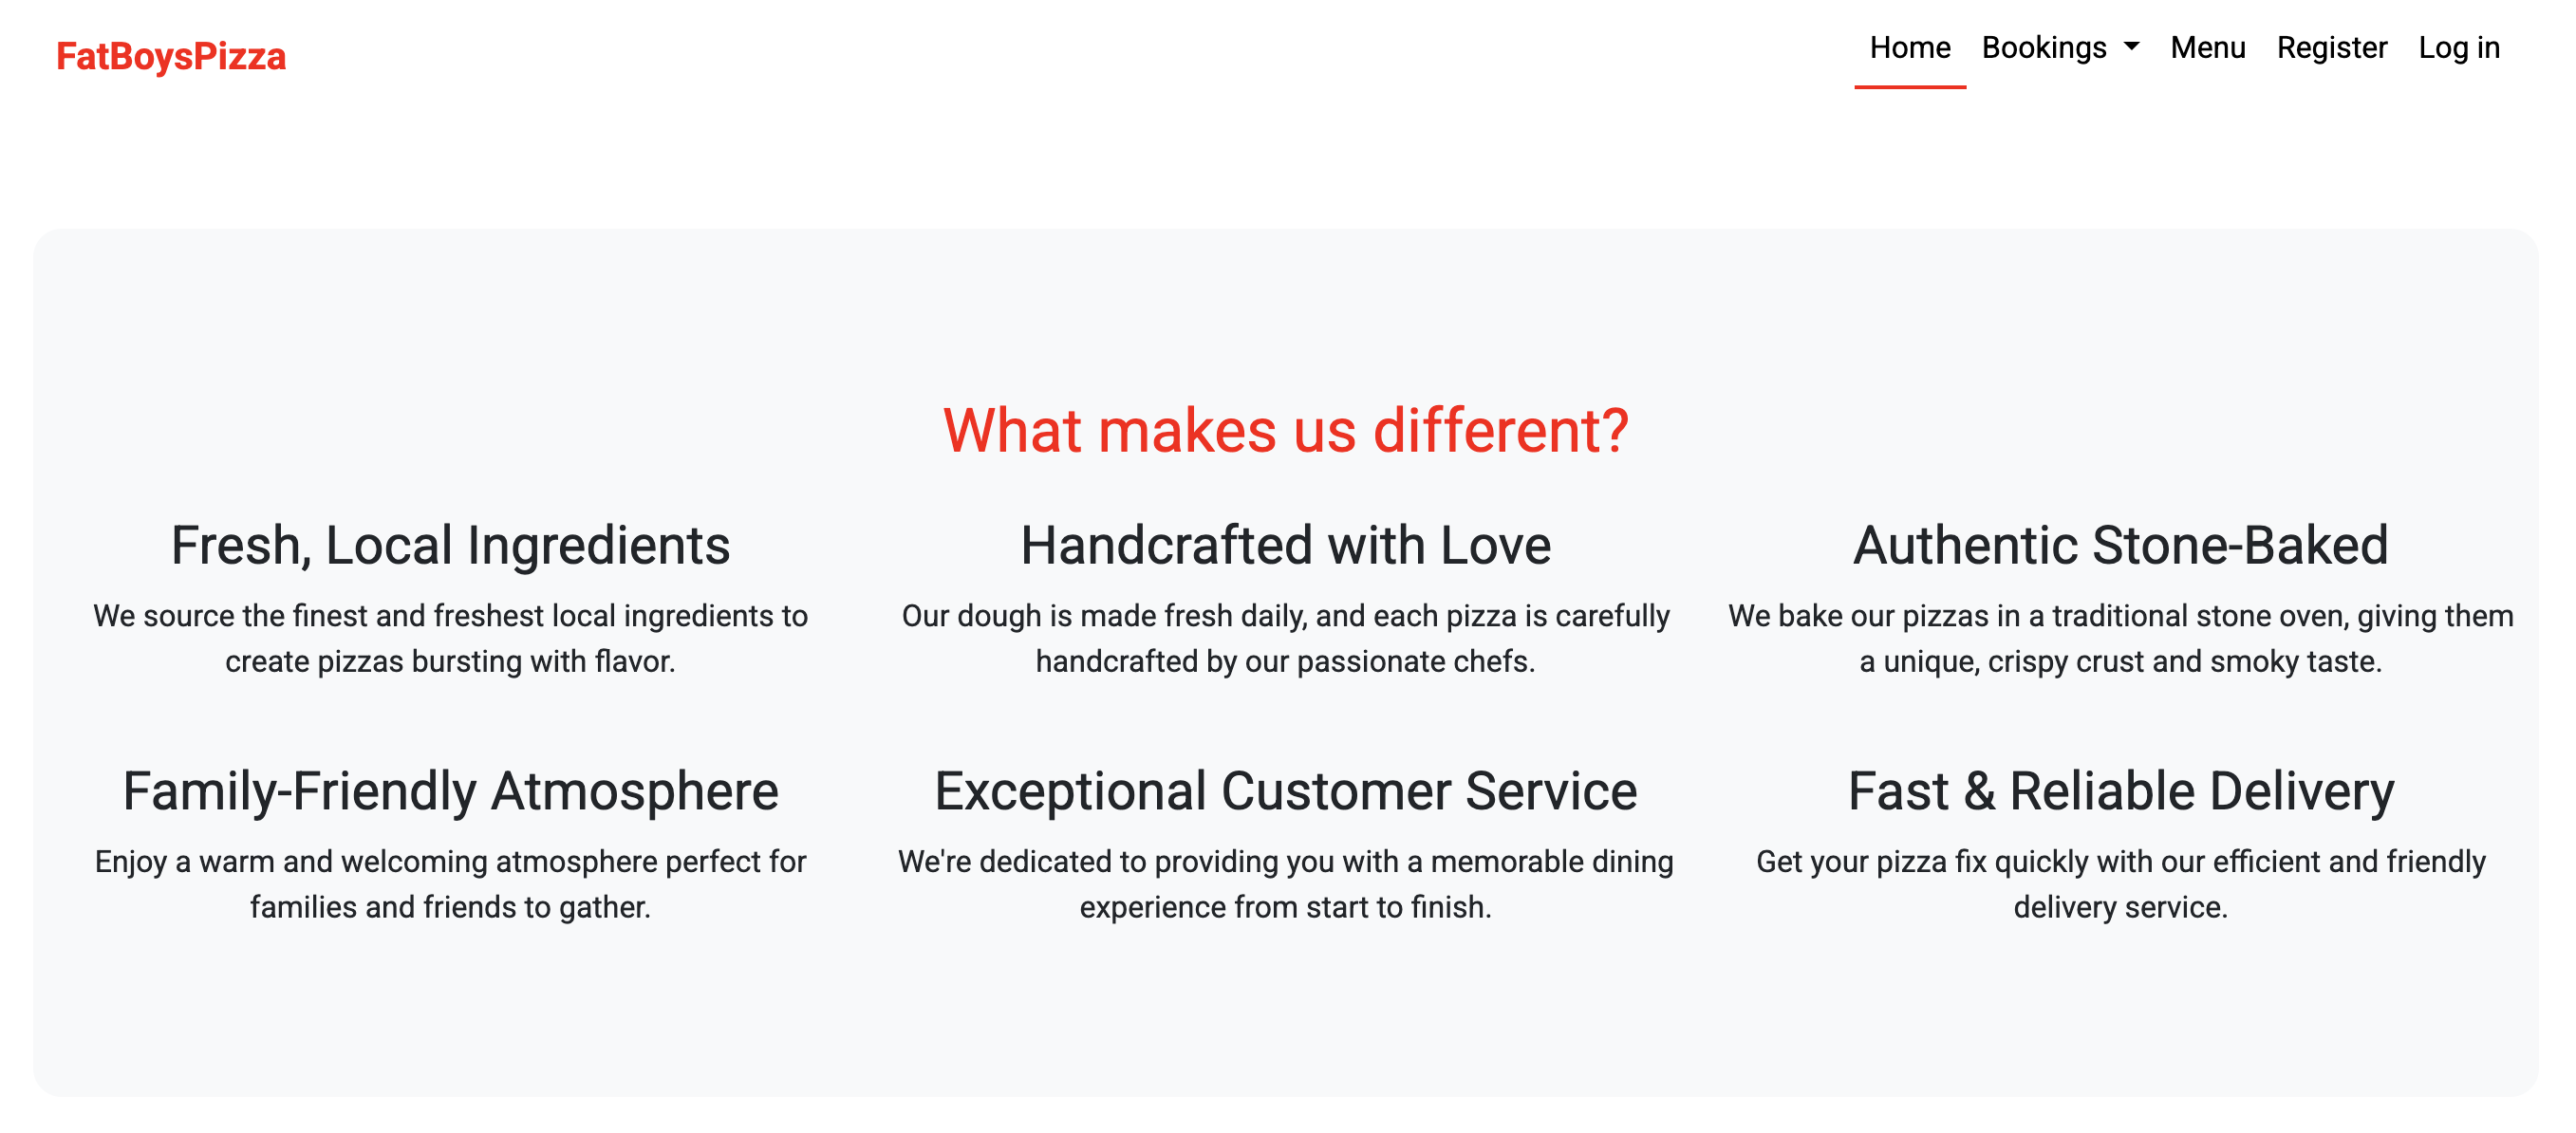 FatBoysPizza
Home Bookings Menu Register Log in
What makes us different?
Fresh, Local Ingredients
We source the finest and freshest local ingredients to
create pizzas bursting with flavor.
Handcrafted with Love
Our dough is made fresh daily, and each pizza is carefully
handcrafted by our passionate chefs.
Authentic Stone-Baked
We bake our pizzas in a traditional stone oven, giving them
a unique, crispy crust and smoky taste.
Family-Friendly Atmosphere
Enjoy a warm and welcoming atmosphere perfect for
families and friends to gather.
Exceptional Customer Service
We're dedicated to providing you with a memorable dining
experience from start to finish.
Fast & Reliable Delivery
Get your pizza fix quickly with our efficient and friendly
delivery service.